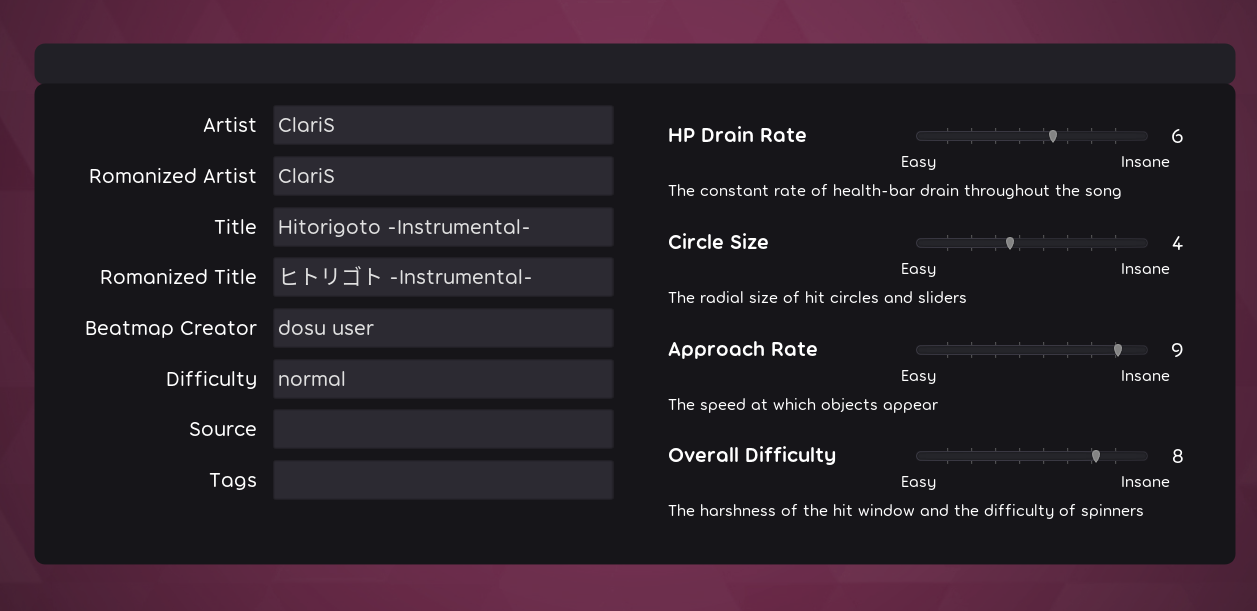 Artist ClariS
Romanized Artist ClariS
Title Hitorigoto -Instrumental-
Romanized Title ヒトリゴト -Instrumental-
Beatmap Creator dosu user
Difficulty normal
Source
Tags
HP Drain Rate 6
Easy Insane
The constant rate of health-bar drain throughout the song
Circle Size 4
Easy Insane
The radial size of hit circles and sliders
Approach Rate 9
Easy Insane
The speed at which objects appear
Overall Difficulty 8
Easy Insane
The harshness of the hit window and the difficulty of spinners